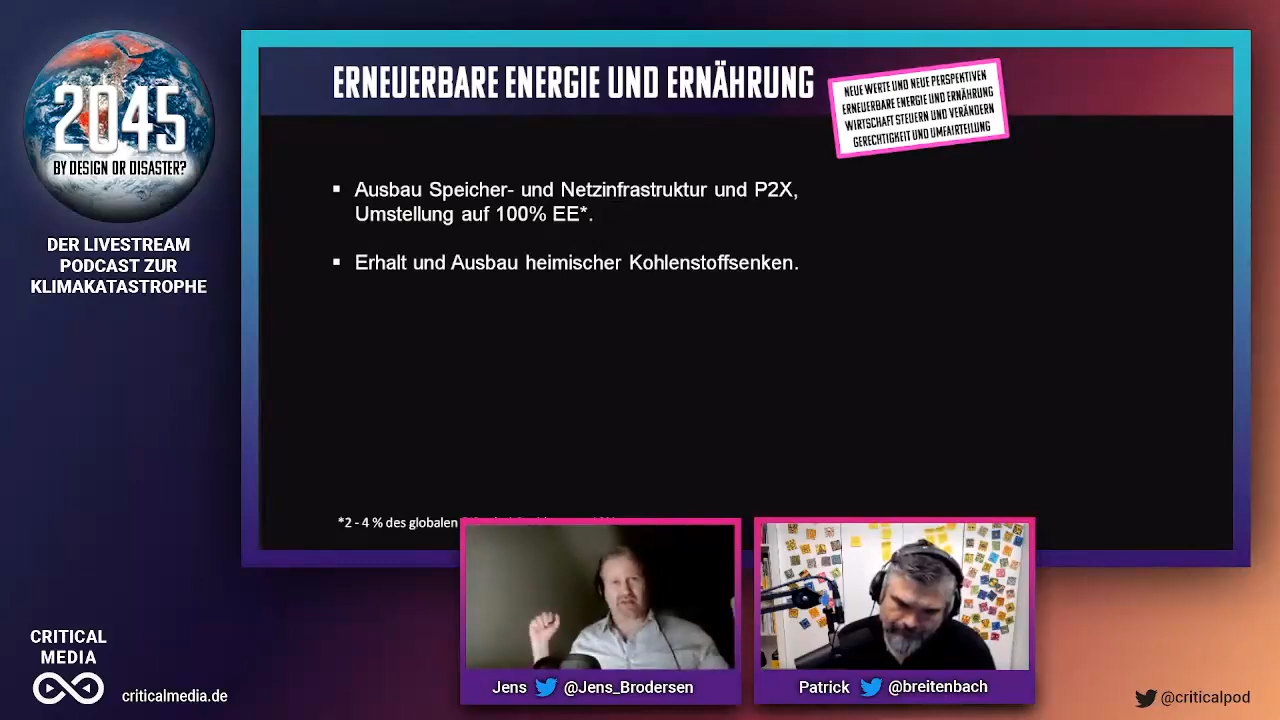 2045
BY DESIGN OR DISASTER?
DER LIVESTREAM
PODCAST ZUR
KLIMAKATASTROPHE
ERNEUERBARE ENERGIE UND ERNÄHRUNG
NEUE WERTE UND NEUE PERSPEKTIVEN
ERNEUERBARE ENERGIE UND ERNÄHRUNG
WIRTSCHAFT STEUERN UND VERÄNDERN
GERECHTIGKEIT UND UMFAIRTEILUNG
▪ Ausbau Speicher- und Netzinfrastruktur und P2X,
Umstellung auf 100% EE*.
▪ Erhalt und Ausbau heimischer Kohlenstoffsenken.
*2 - 4 % des globalen
Jens @Jens_Brodersen
Patrick @breitenbach
CRITICAL
MEDIA
criticalmedia.de
@criticalpod